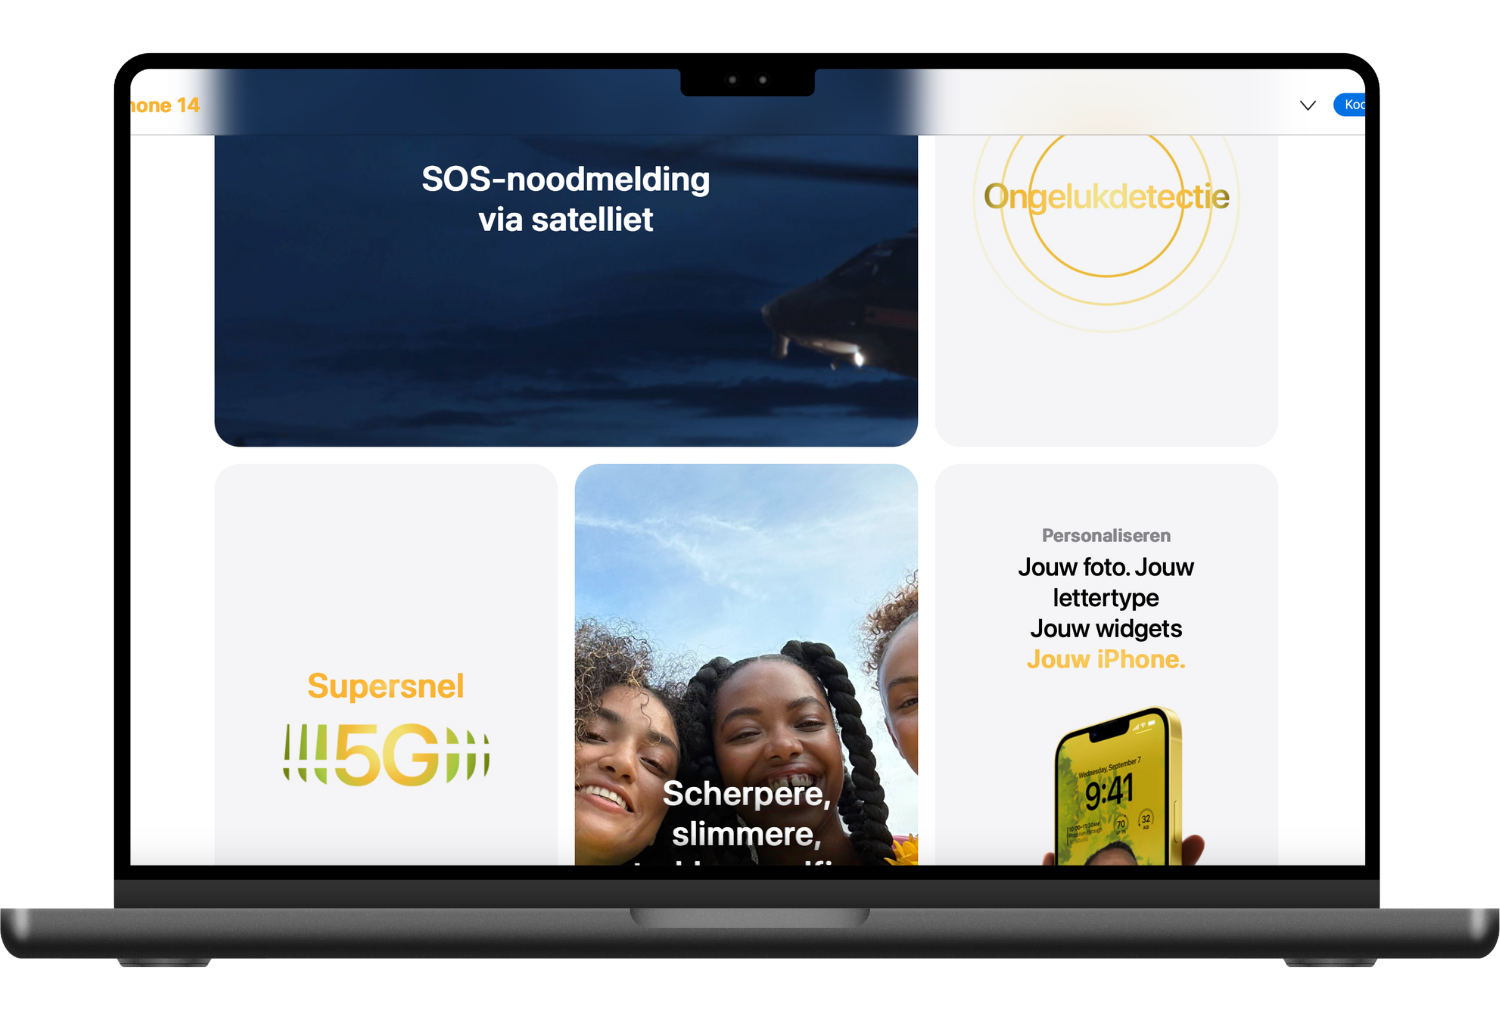 hone 14
Koo
SOS-noodmelding
via satelliet
Ongelukdetectie
Supersnel
5G
Scherpere,
slimmere,
Personaliseren
Jouw foto. Jouw
lettertype
Jouw widgets
Jouw iPhone.
Wednesday, September 7
9:41
70
32